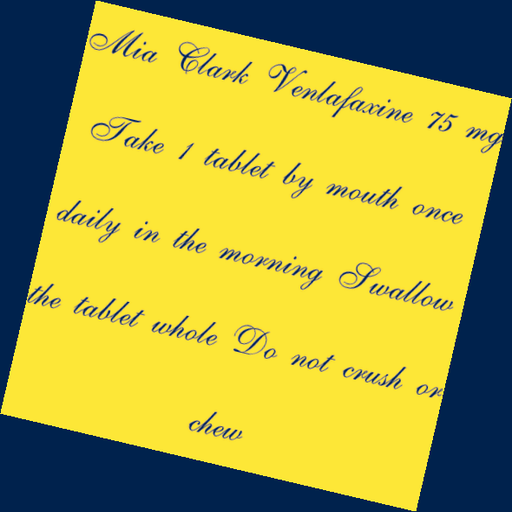 Mia Clark Venlafaxine 75 mg
Take 1 tablet by mouth once
daily in the morning Swallow
the tablet whole Do not crush or
chew